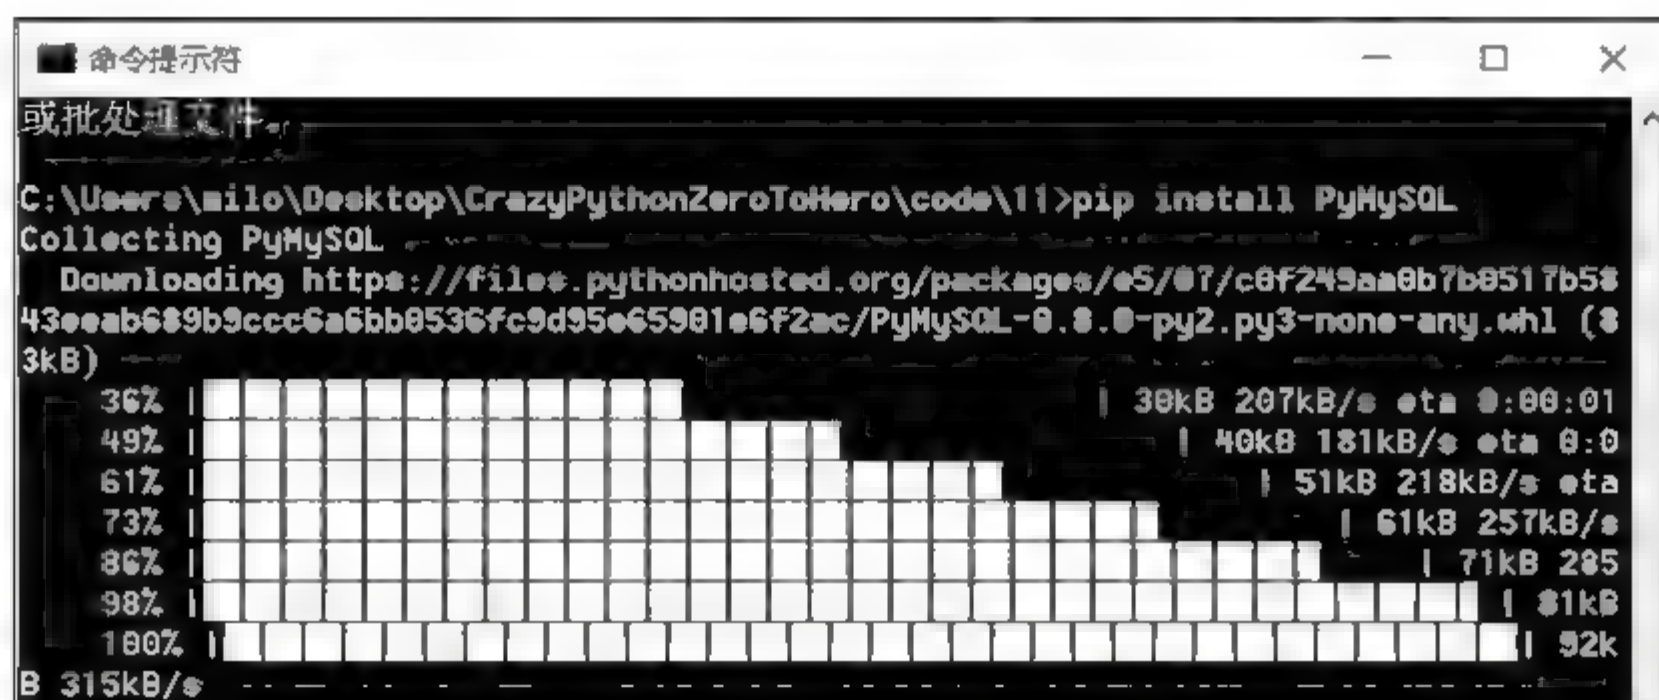 命令提示符
或批处理文件。
C:\Users\milo\Desktop\CrazyPythonZeroToHero\code\11>pip install PyMySQL
Collecting PyMySQL
Downloading https://files.pythonhosted.org/packages/e5/07/c0f249aa0b7b0517b58
43eeab689b9ccc6a6bb0536fc9d95e65901e6f2ac/PyMySQL-0.8.0-py2.py3-none-any.whl (8
3kB)
36% | | 30kB 207kB/s eta 0:00:01
49% | | 40kB 181kB/s eta 0:0
61% | | 51kB 218kB/s eta
73% | | 61kB 257kB/s
86% | | 71kB 285
98% | | 81kB
100% | | 92k
B 315kB/s